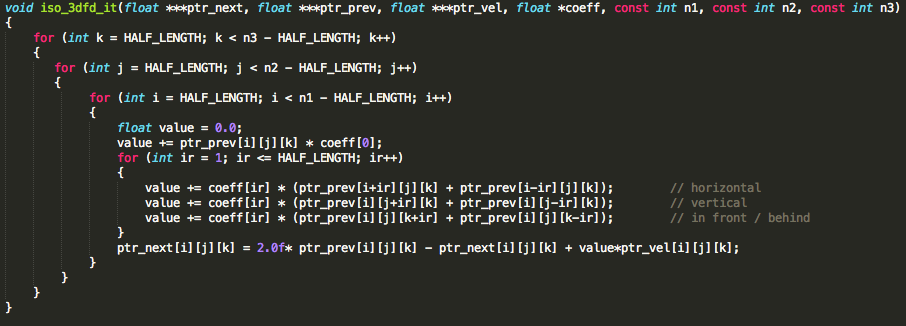 void iso_3dfd_it(float ***ptr_next, float ***ptr_prev, float ***ptr_vel, float *coeff, const int n1, const int n2, const int n3)
{
    for (int k = HALF_LENGTH; k < n3 - HALF_LENGTH; k++)
    {
       for (int j = HALF_LENGTH; j < n2 - HALF_LENGTH; j++)
       {
            for (int i = HALF_LENGTH; i < n1 - HALF_LENGTH; i++)
            {
                float value = 0.0;
                value += ptr_prev[i][j][k] * coeff[0];
                for (int ir = 1; ir <= HALF_LENGTH; ir++)
                {
                    value += coeff[ir] * (ptr_prev[i+ir][j][k] + ptr_prev[i-ir][j][k]);        // horizontal
                    value += coeff[ir] * (ptr_prev[i][j+ir][k] + ptr_prev[i][j-ir][k]);        // vertical
                    value += coeff[ir] * (ptr_prev[i][j][k+ir] + ptr_prev[i][j][k-ir]);        // in front / behind
                }
                ptr_next[i][j][k] = 2.0f* ptr_prev[i][j][k] - ptr_next[i][j][k] + value*ptr_vel[i][j][k];
            }
        }
    }
}